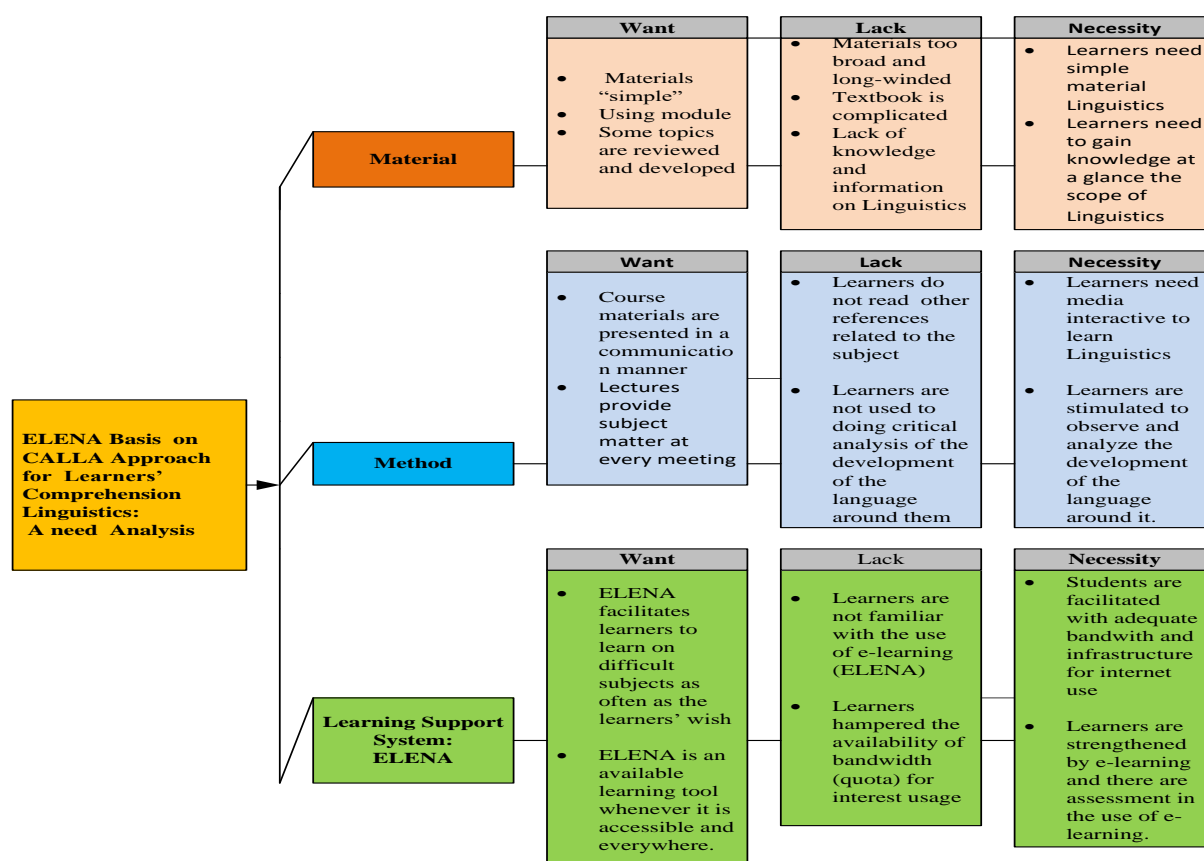 ELENA Basis on
CALLA Approach
for Learners’
Comprehension
Linguistics:
A need Analysis
Material
Want
• Materials
“simple”
• Using module
• Some topics
are reviewed
and developed
Lack
• Materials too
broad and
long-winded
• Textbook is
complicated
• Lack of
knowledge
and
information
on Linguistics
Necessity
• Learners need
simple
material
Linguistics
• Learners need
to gain
knowledge at
a glance the
scope of
Linguistics
Method
Want
• Course
materials are
presented in a
communicatio
n manner
• Lectures
provide
subject
matter at
every meeting
Lack
• Learners do
not read other
references
related to the
subject
• Learners are
not used to
doing critical
analysis of the
development
of the
language
around them
Necessity
• Learners need
media
interactive to
learn
Linguistics
• Learners are
stimulated to
observe and
analyze the
development
of the
language
around it.
Learning Support
System:
ELENA
Want
• ELENA
facilitates
learners to
learn on
difficult
subjects as
often as the
learners’ wish
• ELENA is an
available
learning tool
whenever it is
accessible and
everywhere.
Lack
• Learners are
not familiar
with the use
of e-learning
(ELENA)
• Learners
hampered the
availability of
bandwidth
(quota) for
interest usage
Necessity
• Students are
facilitated
with adequate
bandwith and
infrastructure
for internet
use
• Learners are
strengthened
by e-learning
and there are
assessment in
the use of e-
learning.